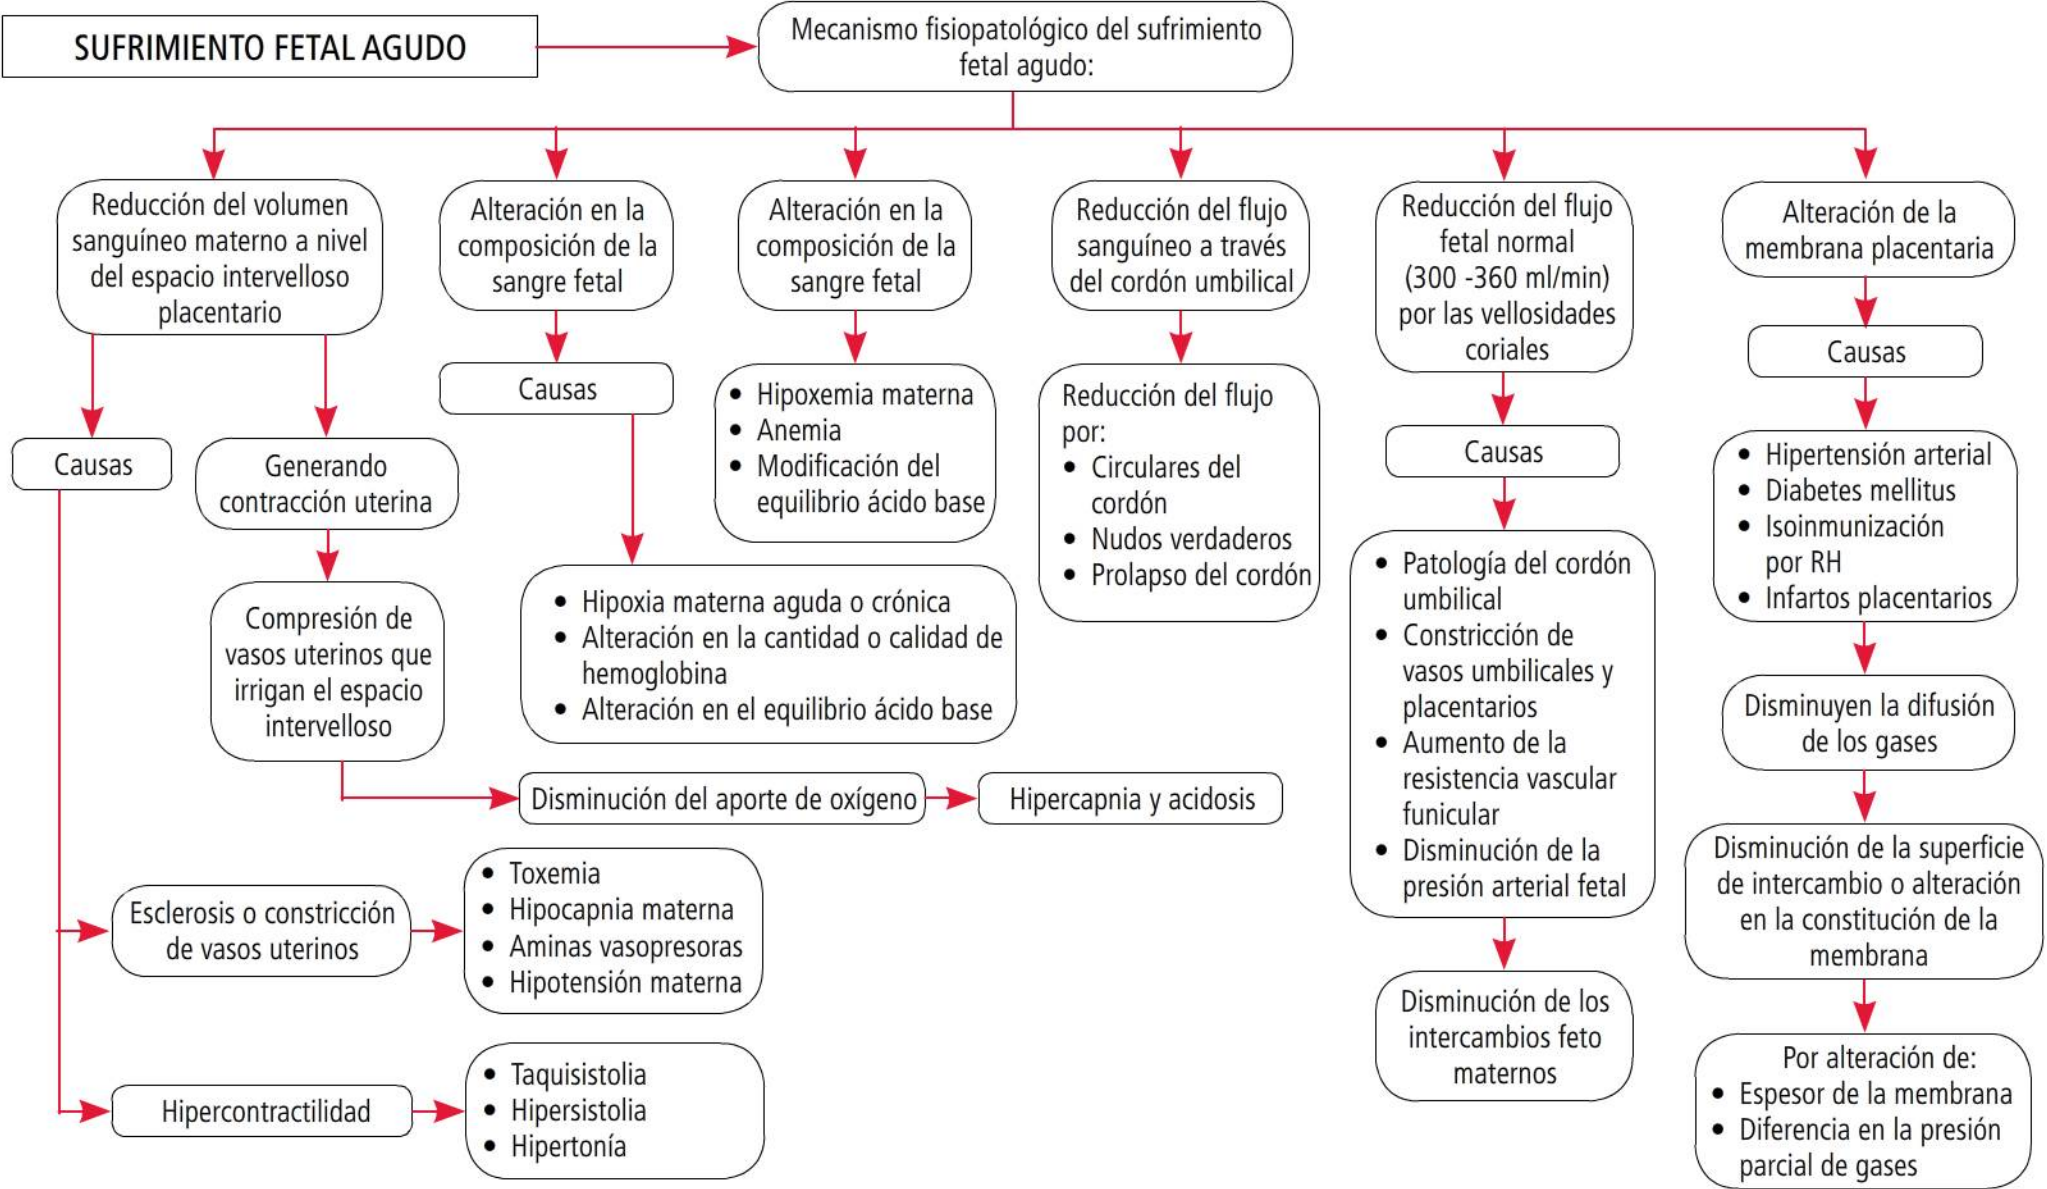 SUFRIMIENTO FETAL AGUDO
Mecanismo fisiopatológico del sufrimiento
fetal agudo:
Reducción del volumen
sanguíneo materno a nivel
del espacio intervelloso
placentario
Causas
Generando
contracción uterina
Compresión de
vasos uterinos que
irrigan el espacio
intervelloso
Disminución del aporte de oxígeno
Hipercapnia y acidosis
Esclerosis o constricción
de vasos uterinos
• Toxemia
• Hipocapnia materna
• Aminas vasopresoras
• Hipotensión materna
Hipercontractilidad
• Taquisistolia
• Hipersistolia
• Hipertonía
Alteración en la
composición de la
sangre fetal
Causas
• Hipoxia materna aguda o crónica
• Alteración en la cantidad o calidad de
hemoglobina
• Alteración en el equilibrio ácido base
Alteración en la
composición de la
sangre fetal
• Hipoxemia materna
• Anemia
• Modificación del
equilibrio ácido base
Reducción del flujo
sanguíneo a través
del cordón umbilical
Reducción del flujo
por:
• Circulares del
cordón
• Nudos verdaderos
• Prolapso del cordón
Reducción del flujo
fetal normal
(300 -360 ml/min)
por las vellosidades
coriales
Causas
• Patología del cordón
umbilical
• Constricción de
vasos umbilicales y
placentarios
• Aumento de la
resistencia vascular
funicular
• Disminución de la
presión arterial fetal
Disminución de los
intercambios feto
maternos
Alteración de la
membrana placentaria
Causas
• Hipertensión arterial
• Diabetes mellitus
• Isoinmunización
por RH
• Infartos placentarios
Disminuyen la difusión
de los gases
Disminución de la superficie
de intercambio o alteración
en la constitución de la
membrana
Por alteración de:
• Espesor de la membrana
• Diferencia en la presión
parcial de gases